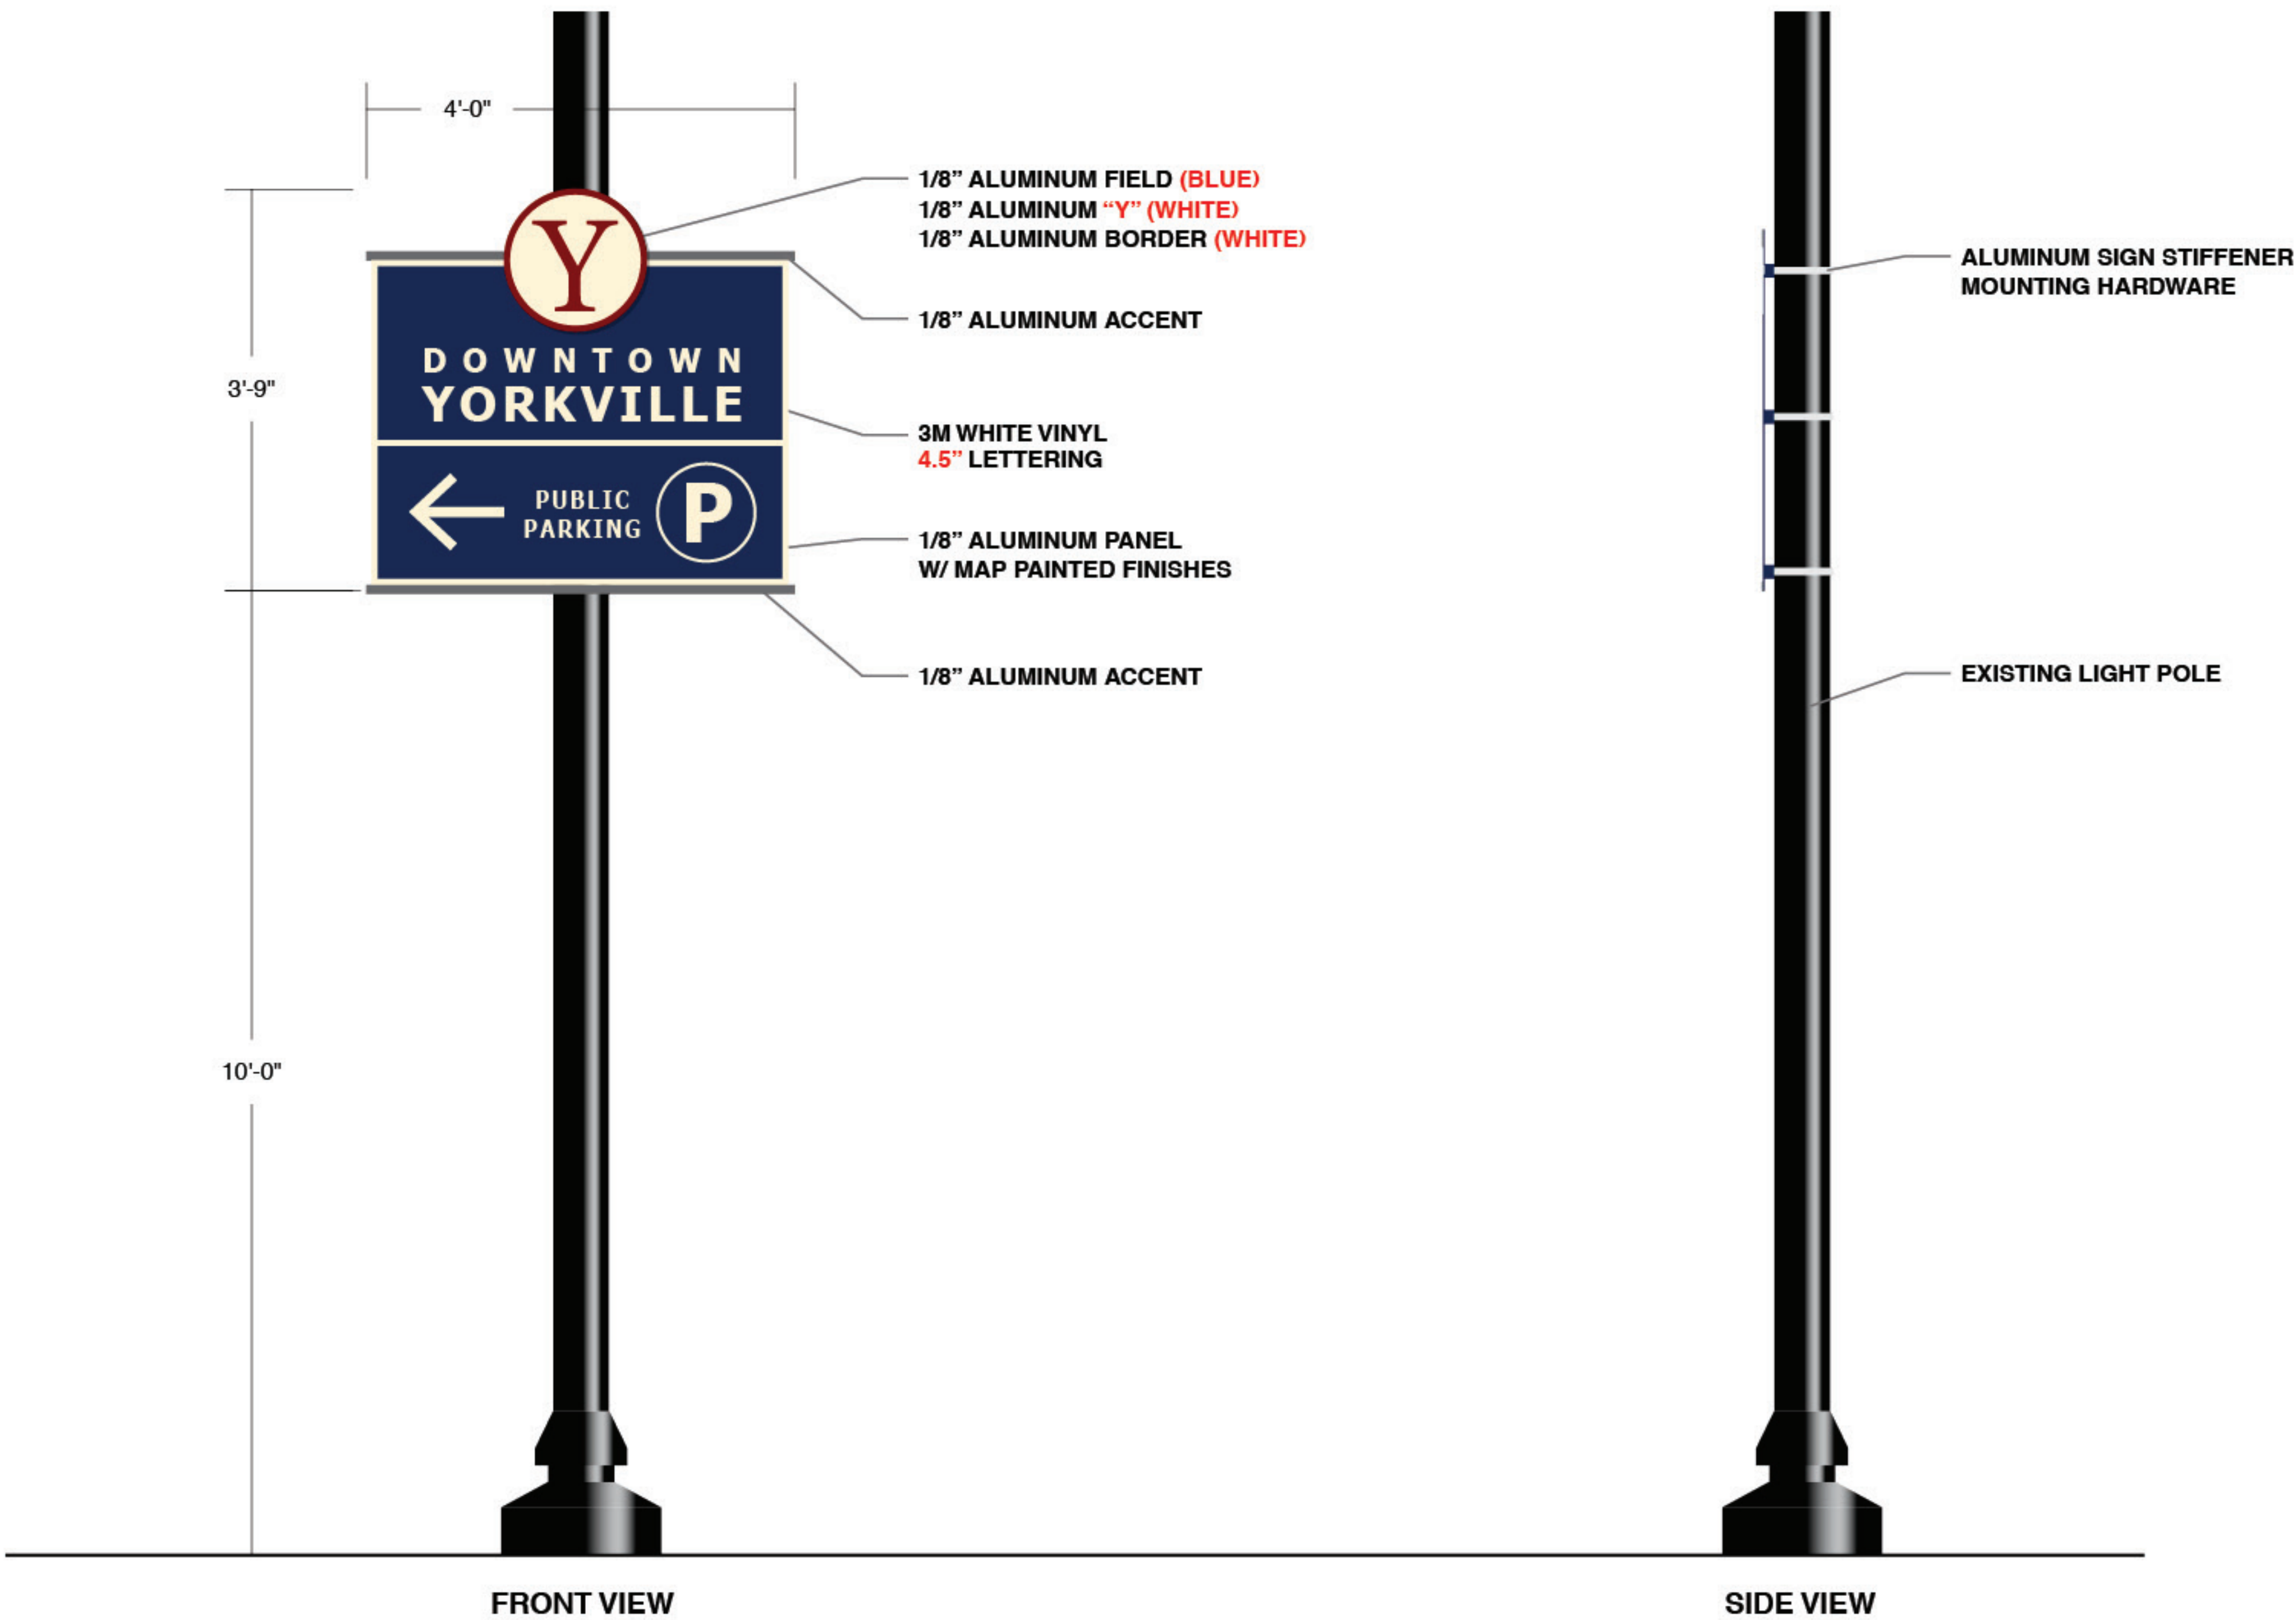 4'-0"
1/8” ALUMINUM FIELD (BLUE)
1/8” ALUMINUM “Y” (WHITE)
1/8” ALUMINUM BORDER (WHITE)
Y
ALUMINUM SIGN STIFFENER
MOUNTING HARDWARE
1/8” ALUMINUM ACCENT
DOWNTOWN
YORKVILLE
3'-9"
3M WHITE VINYL
4.5” LETTERING
PUBLIC
PARKING
P
1/8” ALUMINUM PANEL
W/ MAP PAINTED FINISHES
1/8” ALUMINUM ACCENT
EXISTING LIGHT POLE
10'-0"
FRONT VIEW
SIDE VIEW